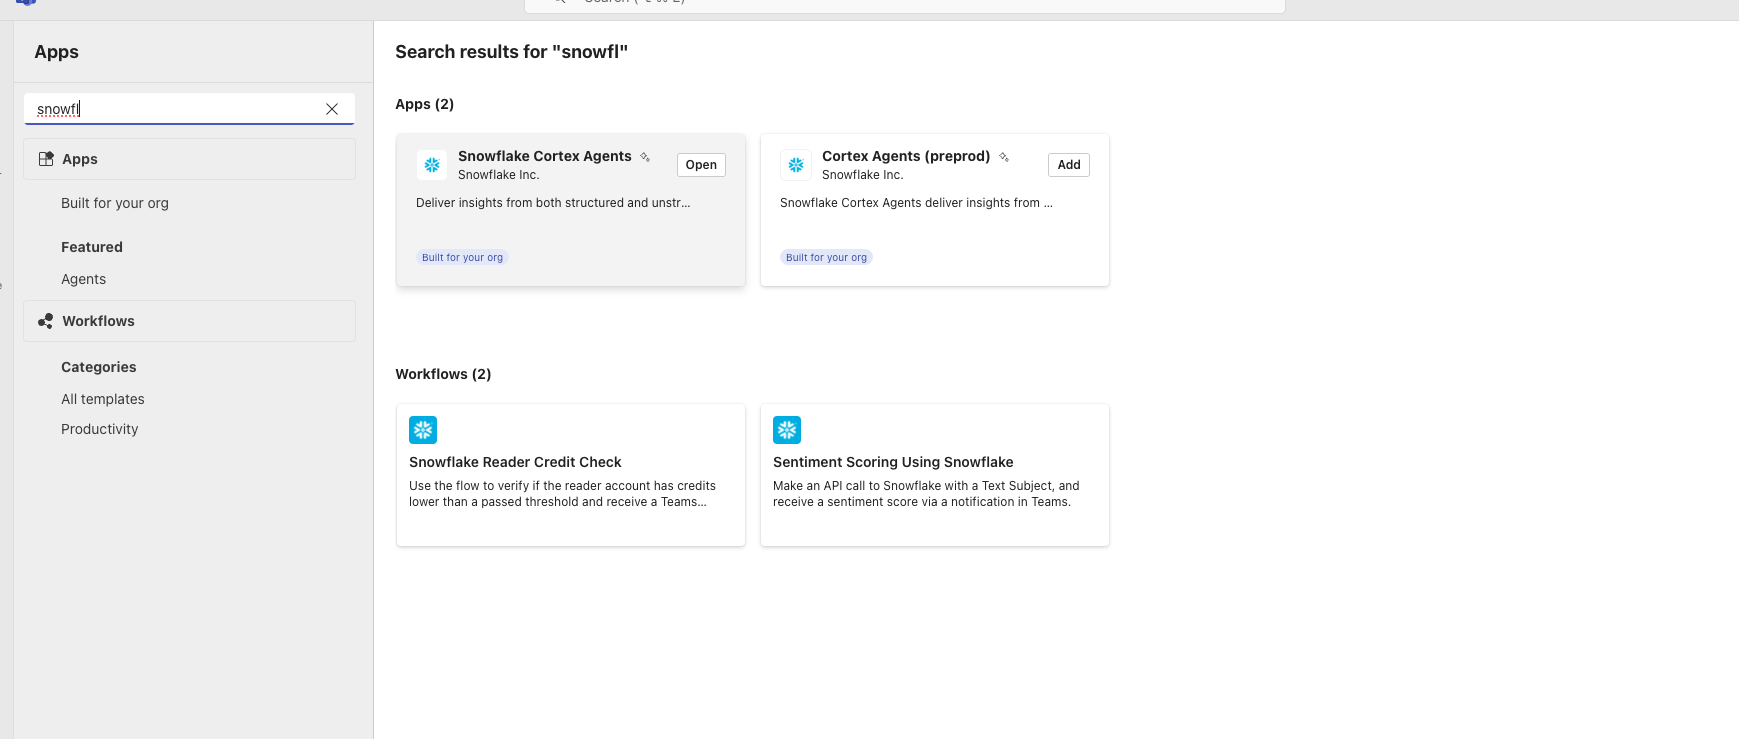 Apps
snowfl
Apps
Built for your org
Featured
Agents
Workflows
Categories
All templates
Productivity
Search results for "snowfl"
Apps (2)
Snowflake Cortex Agents
Snowflake Inc.
Open
Deliver insights from both structured and unstr...
Built for your org
Cortex Agents (preprod)
Snowflake Inc.
Add
Snowflake Cortex Agents deliver insights from ...
Built for your org
Workflows (2)
Snowflake Reader Credit Check
Use the flow to verify if the reader account has credits
lower than a passed threshold and receive a Teams...
Sentiment Scoring Using Snowflake
Make an API call to Snowflake with a Text Subject, and
receive a sentiment score via a notification in Teams.